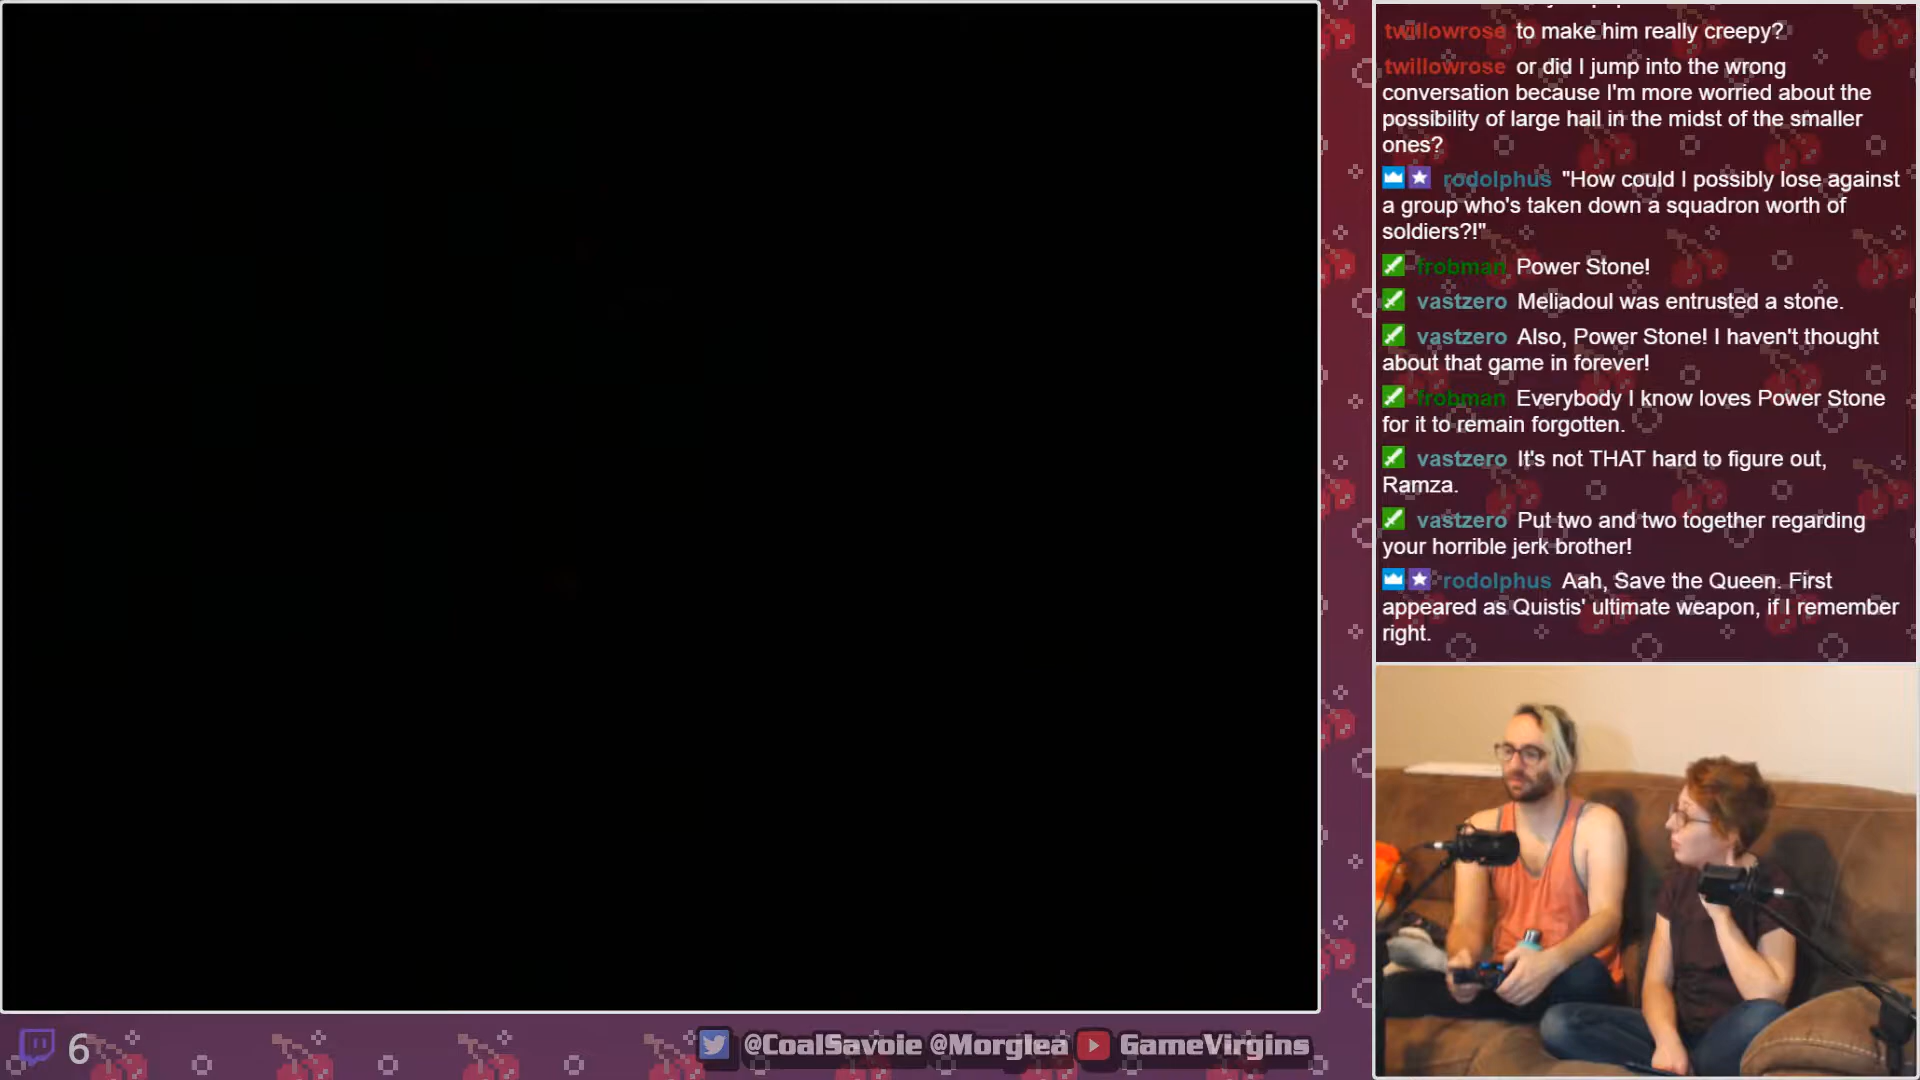 twillowrose to make him really creepy?
twillowrose or did I jump into the wrong
conversation because I'm more worried about the
possibility of large hail in the midst of the smaller
ones?
rodolphus "How could I possibly lose against
a group who's taken down a squadron worth of
soldiers?!"
frobman Power Stone!
vastzero Meliadoul was entrusted a stone.
vastzero Also, Power Stone! I haven't thought
about that game in forever!
frobman Everybody I know loves Power Stone
for it to remain forgotten.
vastzero It's not THAT hard to figure out,
Ramza.
vastzero Put two and two together regarding
your horrible jerk brother!
rodolphus Aah, Save the Queen. First
appeared as Quistis' ultimate weapon, if I remember
right.
6
@CoalSavoie @Morglea GameVirgins